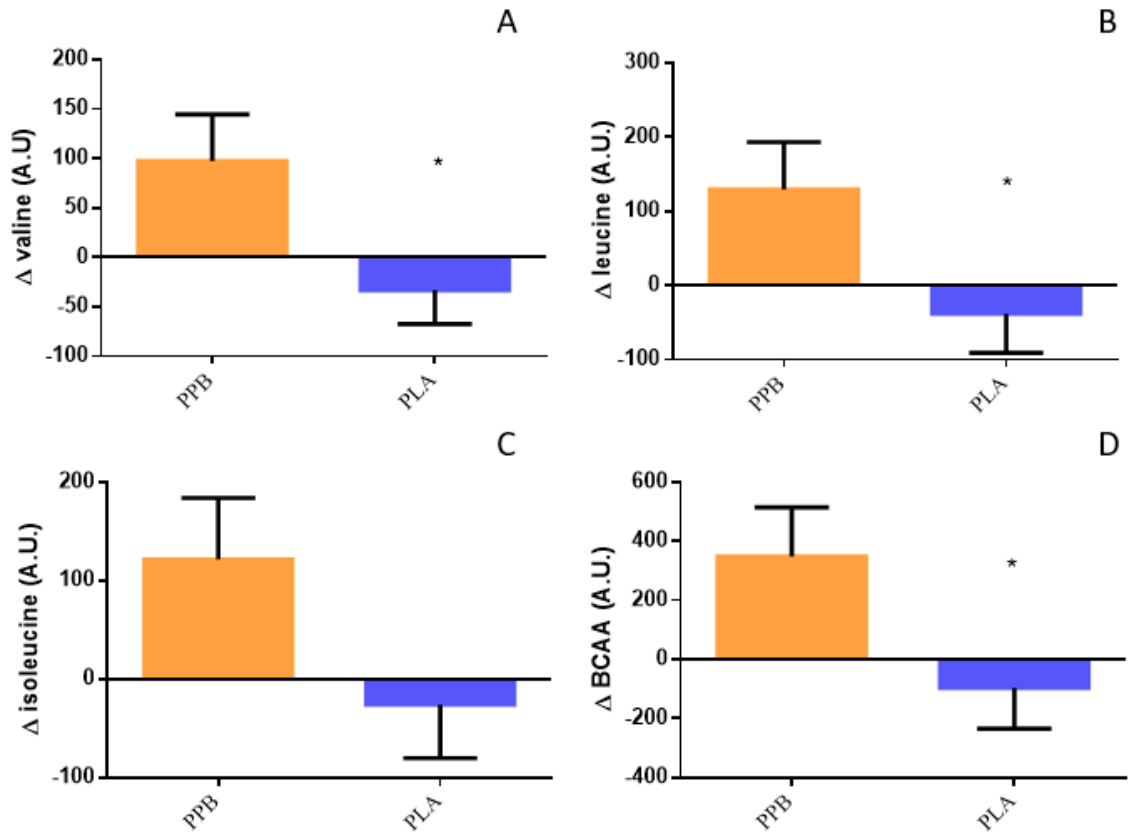 A
Δ valine (A.U)
200
150
100
50
0
-50
-100
*
PPB
PLA
B
Δ leucine (A.U.)
300
200
100
0
-100
*
PPB
PLA
C
Δ isoleucine (A.U.)
200
100
0
-100
PPB
PLA
D
Δ BCAA (A.U.)
600
400
200
0
-200
-400
*
PPB
PLA